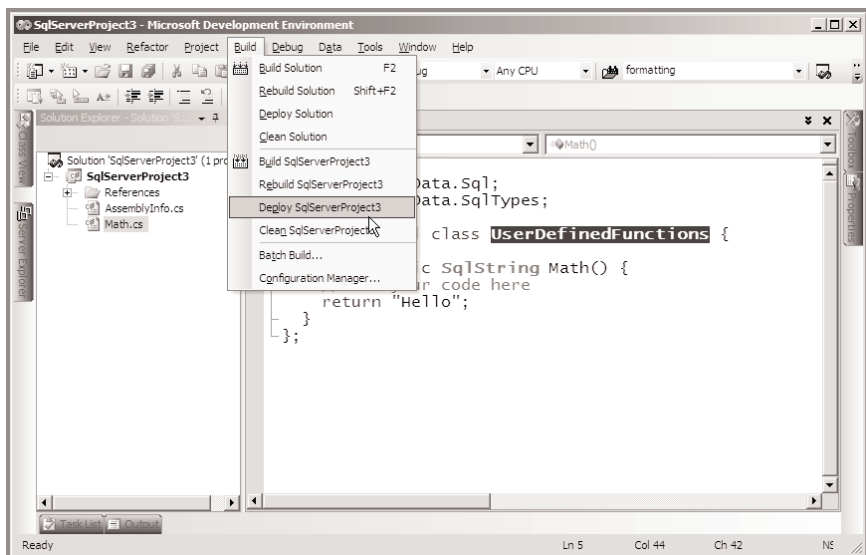 SqlServerProject3 - Microsoft Development Environment
File Edit View Refactor Project Build Debug Data Tools Window Help
Any CPU formatting
Solution Explorer - Solution 'S...
Math()
Class View
Server Explorer
Toolbox
Properties
Solution 'SqlServerProject3' (1
SqlServerProject3
References
AssemblyInfo.cs
Math.cs
Build Solution F2
Rebuild Solution Shift+F2
Deploy Solution
Clean Solution
Build SqlServerProject3
Rebuild SqlServerProject3
Deploy SqlServerProject3
Clean SqlServerProject3
Batch Build...
Configuration Manager...
Data.Sql;
Data.SqlTypes;
class UserDefinedFunctions {
SqlString Math() {
code here
return "Hello";
}
};
Task List Output
Ready Ln 5 Col 44 Ch 42